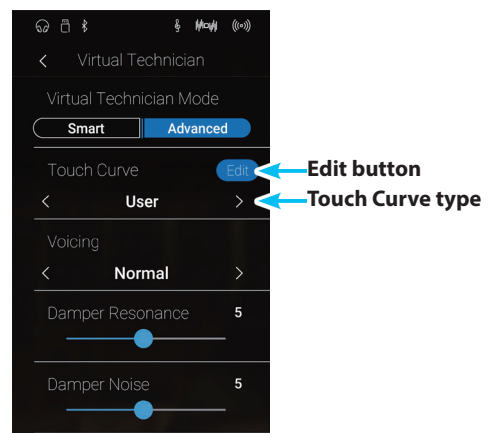 Virtual Technician
Virtual Technician Mode
Smart Advanced
Touch Curve Edit
Edit button
User
Touch Curve type
Voicing
Normal
Damper Resonance 5
Damper Noise 5